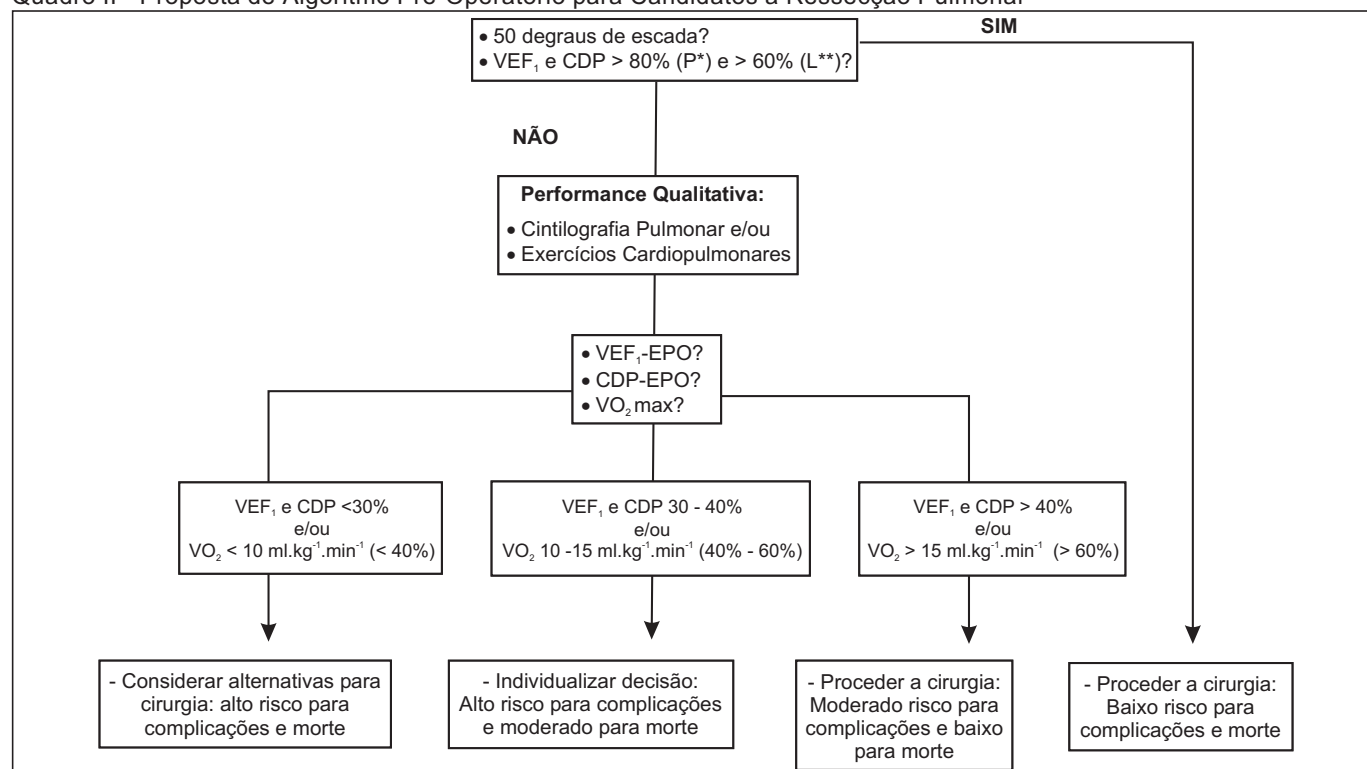 Quadro II - Proposta de Algoritmo Pré-Operatório para Candidatos a Ressecção Pulmonar
• 50 degraus de escada?
• VEF₁ e CDP > 80% (P*) e > 60% (L**)?
SIM
NÃO
Performance Qualitativa:
• Cintilografia Pulmonar e/ou
• Exercícios Cardiopulmonares
• VEF₁-EPO?
• CDP-EPO?
• VO₂ max?
VEF₁ e CDP <30%
e/ou
VO₂ < 10 ml.kg⁻¹.min⁻¹ (< 40%)
VEF₁ e CDP 30 - 40%
e/ou
VO₂ 10 -15 ml.kg⁻¹.min⁻¹ (40% - 60%)
VEF₁ e CDP > 40%
e/ou
VO₂ > 15 ml.kg⁻¹.min⁻¹ (> 60%)
- Considerar alternativas para
cirurgia: alto risco para
complicações e morte
- Individualizar decisão:
Alto risco para complicações
e moderado para morte
- Proceder a cirurgia:
Moderado risco para
complicações e baixo
para morte
- Proceder a cirurgia:
Baixo risco para
complicações e morte